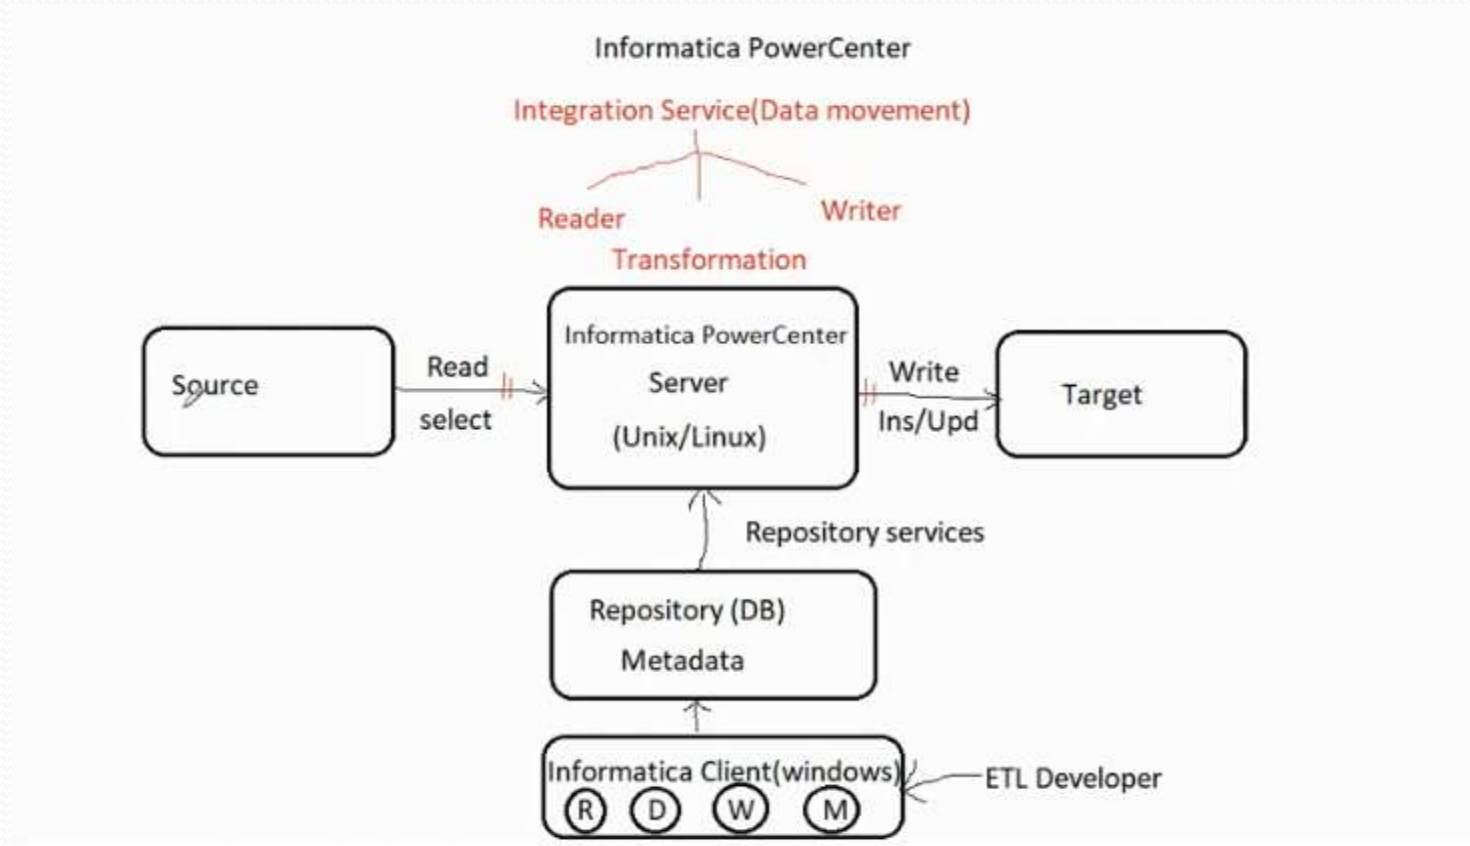 Informatica PowerCenter
Integration Service(Data movement)
Reader
Writer
Transformation
Informatica PowerCenter
Server
(Unix/Linux)
Source
Read
select
Write
Ins/Upd
Target
Repository services
Repository (DB)
Metadata
Informatica Client(windows)
R D W M
ETL Developer